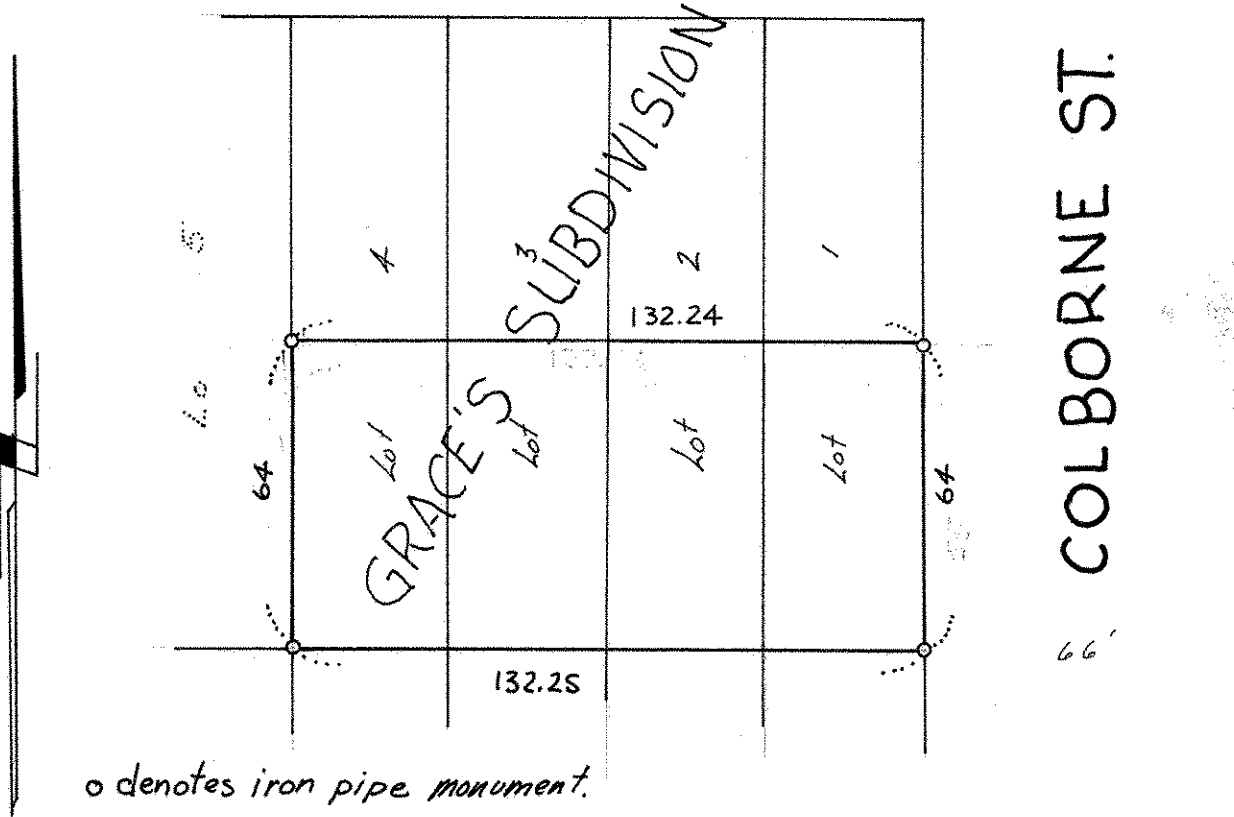 GRACE'S SUBDIVISION
Lot 4
Lot 3
Lot 2
Lot 1
5
132.24
64
64
132.25
COLBORNE ST.
66'
o denotes iron pipe monument.